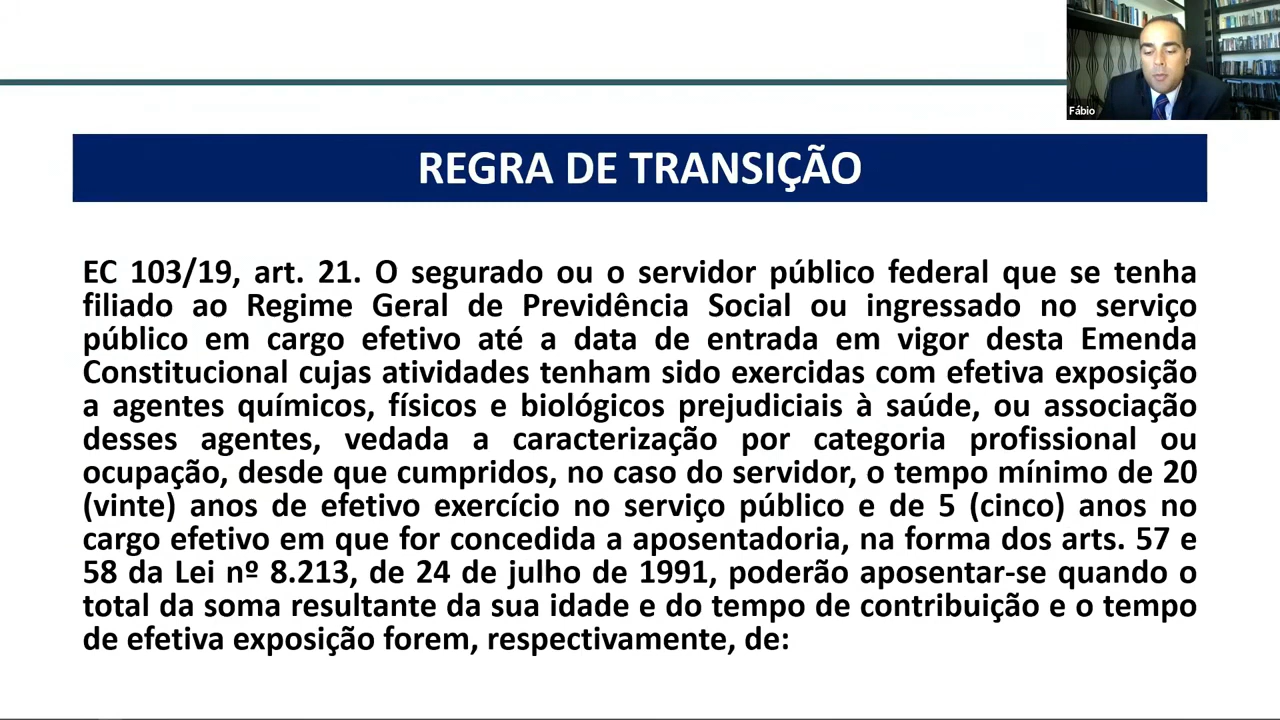 Fábio
REGRA DE TRANSIÇÃO
EC 103/19, art. 21. O segurado ou o servidor público federal que se tenha
filiado ao Regime Geral de Previdência Social ou ingressado no serviço
público em cargo efetivo até a data de entrada em vigor desta Emenda
Constitucional cujas atividades tenham sido exercidas com efetiva exposição
a agentes químicos, físicos e biológicos prejudiciais à saúde, ou associação
desses agentes, vedada a caracterização por categoria profissional ou
ocupação, desde que cumpridos, no caso do servidor, o tempo mínimo de 20
(vinte) anos de efetivo exercício no serviço público e de 5 (cinco) anos no
cargo efetivo em que for concedida a aposentadoria, na forma dos arts. 57 e
58 da Lei nº 8.213, de 24 de julho de 1991, poderão aposentar-se quando o
total da soma resultante da sua idade e do tempo de contribuição e o tempo
de efetiva exposição forem, respectivamente, de: